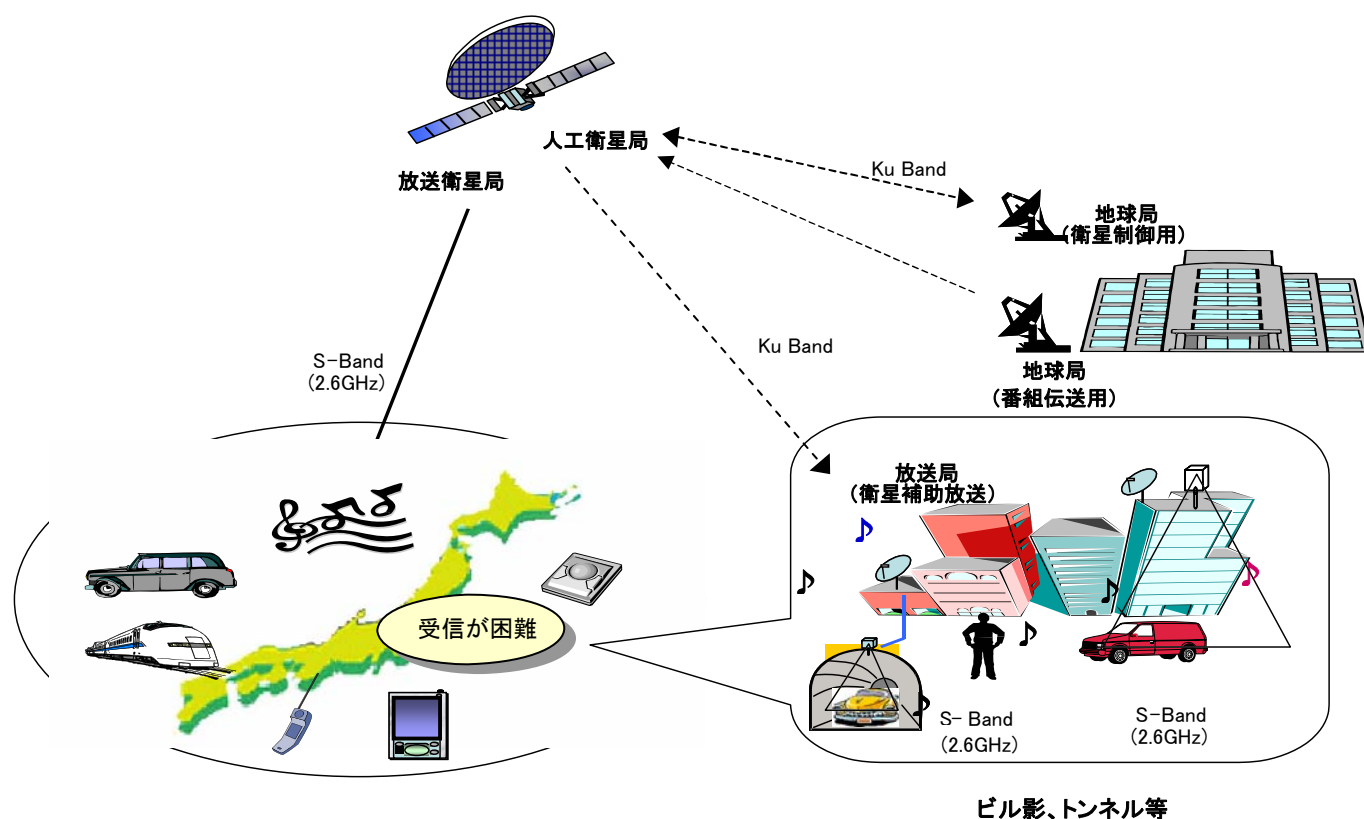 人工衛星局
放送衛星局
Ku Band
地球局
(衛星制御用)
Ku Band
地球局
(番組伝送用)
S-Band
(2.6GHz)
放送局
(衛星補助放送)
受信が困難
S- Band
(2.6GHz)
S-Band
(2.6GHz)
ビル影、トンネル等